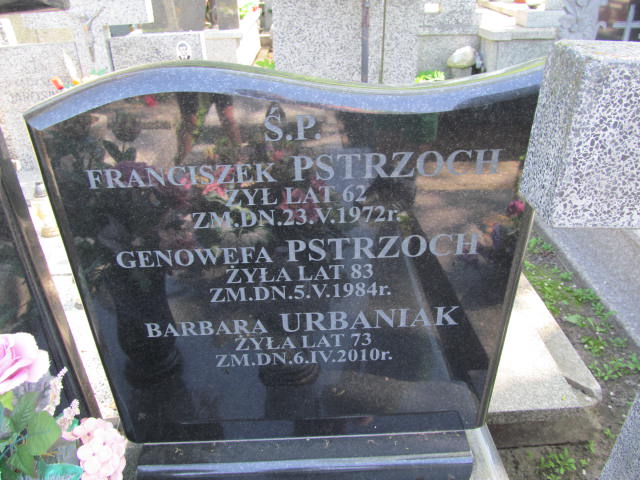 Ś.P.
FRANCISZEK PSTRZOCH
ŻYŁ LAT 62
ZM.DN.23.V.1972r.
GENOWEFA PSTRZOCH
ŻYŁA LAT 83
ZM.DN.5.V.1984r.
BARBARA URBANIAK
ŻYŁA LAT 73
ZM.DN.6.IV.2010r.